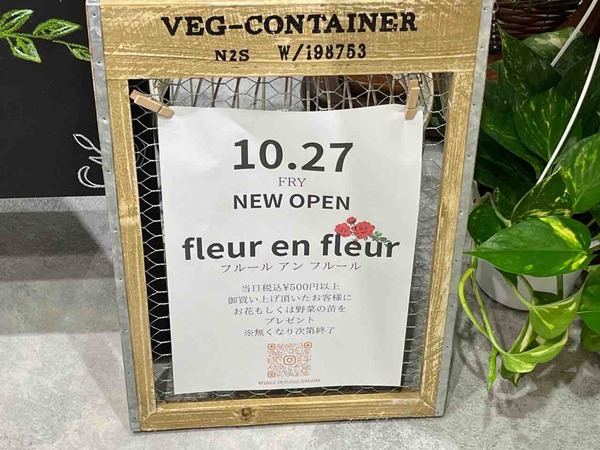 VEG-CONTAINER
N2S W/198753
10.27
FRY
NEW OPEN
fleur en fleur
フルール アン フルール
当日税込¥500円以上
御買い上げ頂いたお客様に
お花もしくは野菜の苗を
プレゼント
※無くなり次第終了